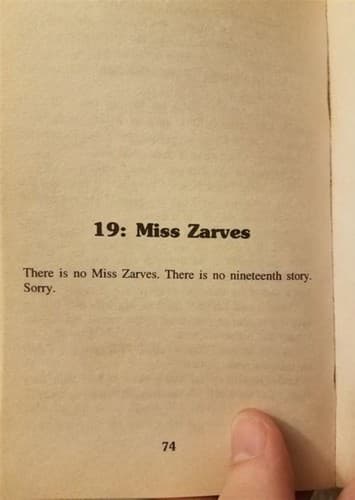 19: Miss Zarves
There is no Miss Zarves. There is no nineteenth story.
Sorry.
74